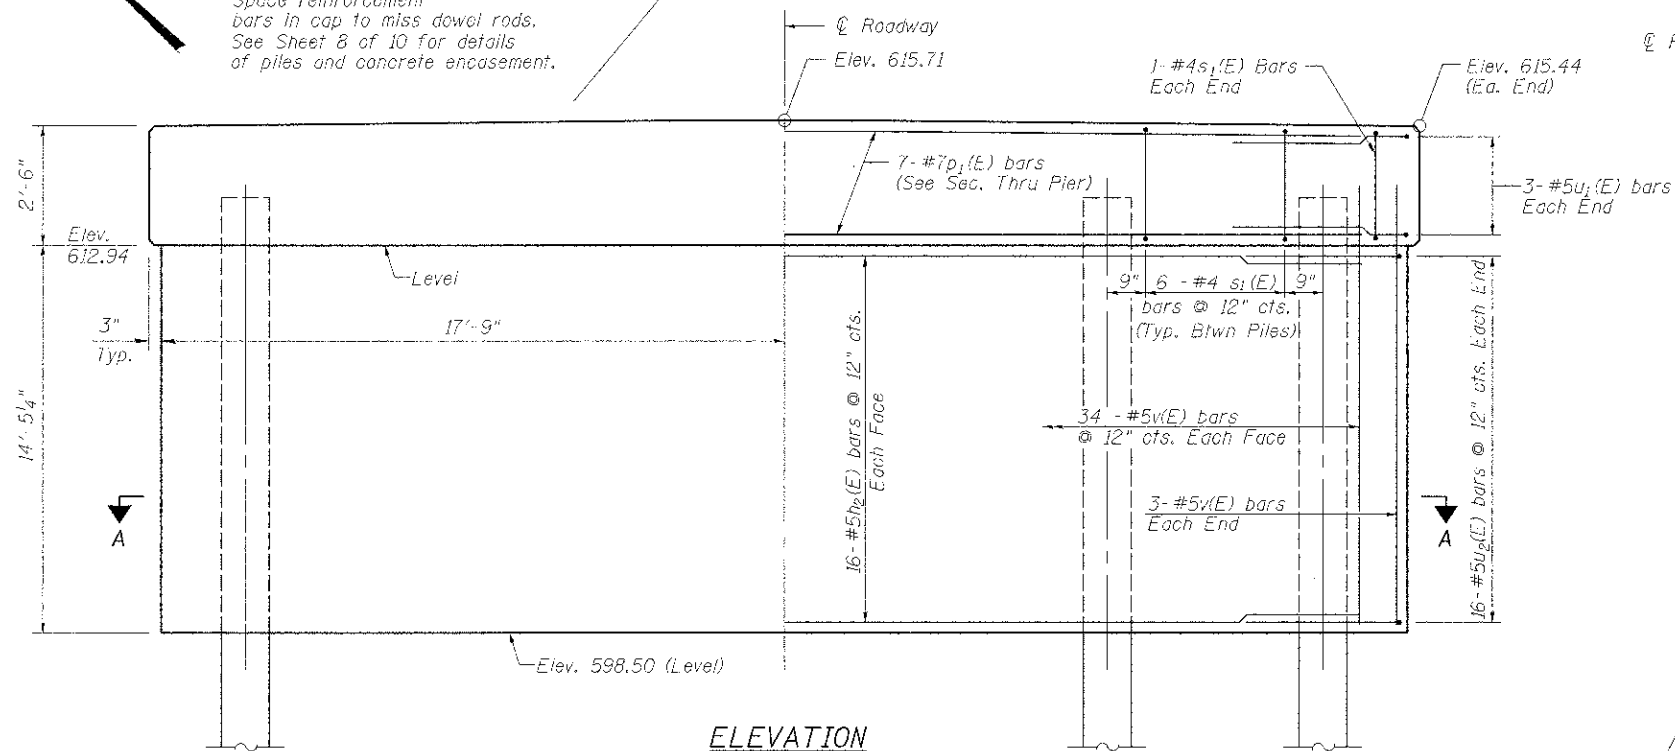 Space reinforcement
bars in cap to miss dowel rods.
See Sheet 8 of 10 for details
of piles and concrete encasement.
℄ Roadway
Elev. 615.71
1-#4s1(E) Bars
Each End
℄
Elev. 615.44
(Ea. End)
2'-6"
7-#7p1(E) bars
(See Sec. Thru Pier)
3-#5u1(E) bars
Each End
Elev.
612.94
Level
9" 6 -#4 s1(E) 9"
bars @ 12" cts.
(Typ. Btwn Piles)
3"
Typ.
17'-9"
14'-5¼"
16-#5h2(E) bars @ 12" cts.
Each Face
34 -#5v(E) bars
@ 12" cts. Each Face
3-#5v(E) bars
Each End
16-#5u2(E) bars @ 12" cts. Each End
A
A
Elev. 598.50 (Level)
ELEVATION